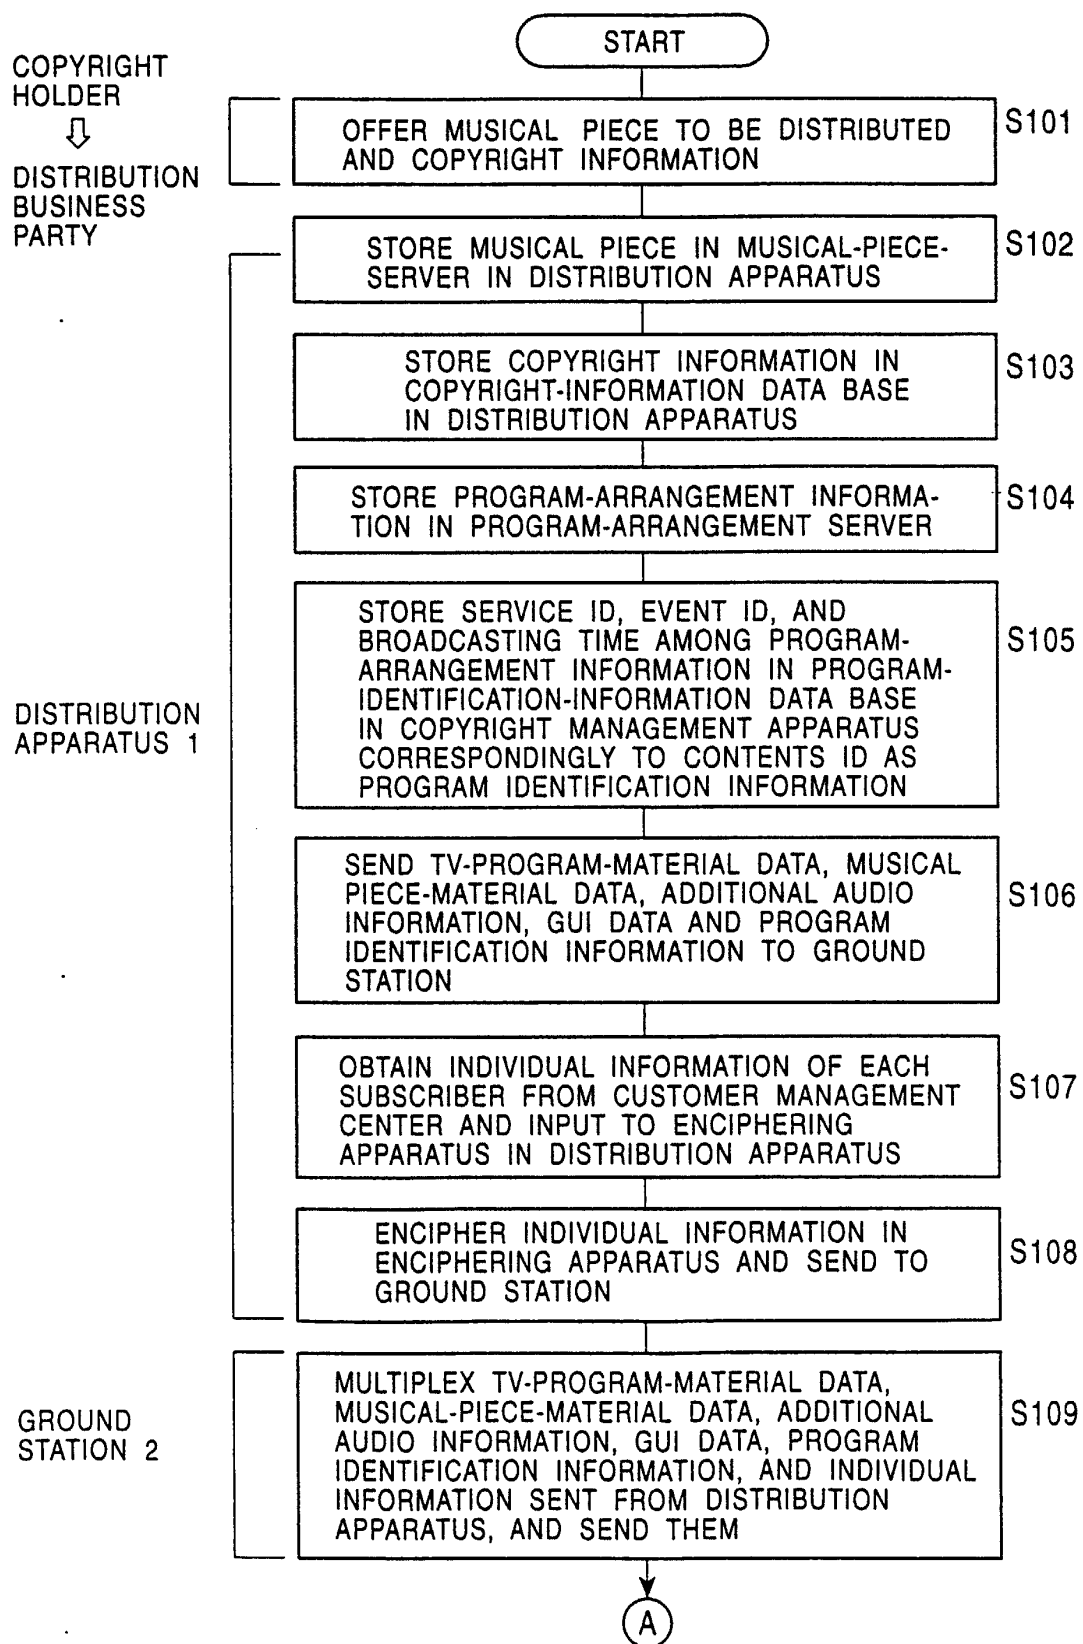 START
COPYRIGHT
HOLDER
DISTRIBUTION
BUSINESS
PARTY
OFFER MUSICAL PIECE TO BE DISTRIBUTED
AND COPYRIGHT INFORMATION
S101
STORE MUSICAL PIECE IN MUSICAL-PIECE-
SERVER IN DISTRIBUTION APPARATUS
S102
STORE COPYRIGHT INFORMATION IN
COPYRIGHT-INFORMATION DATA BASE
IN DISTRIBUTION APPARATUS
S103
STORE PROGRAM-ARRANGEMENT INFORMA-
TION IN PROGRAM-ARRANGEMENT SERVER
S104
DISTRIBUTION
APPARATUS 1
STORE SERVICE ID, EVENT ID, AND
BROADCASTING TIME AMONG PROGRAM-
ARRANGEMENT INFORMATION IN PROGRAM-
IDENTIFICATION-INFORMATION DATA BASE
IN COPYRIGHT MANAGEMENT APPARATUS
CORRESPONDINGLY TO CONTENTS ID AS
PROGRAM IDENTIFICATION INFORMATION
S105
SEND TV-PROGRAM-MATERIAL DATA, MUSICAL
PIECE-MATERIAL DATA, ADDITIONAL AUDIO
INFORMATION, GUI DATA AND PROGRAM
IDENTIFICATION INFORMATION TO GROUND
STATION
S106
OBTAIN INDIVIDUAL INFORMATION OF EACH
SUBSCRIBER FROM CUSTOMER MANAGEMENT
CENTER AND INPUT TO ENCIPHERING
APPARATUS IN DISTRIBUTION APPARATUS
S107
ENCIPHER INDIVIDUAL INFORMATION IN
ENCIPHERING APPARATUS AND SEND TO
GROUND STATION
S108
GROUND
STATION 2
MULTIPLEX TV-PROGRAM-MATERIAL DATA,
MUSICAL-PIECE-MATERIAL DATA, ADDITIONAL
AUDIO INFORMATION, GUI DATA, PROGRAM
IDENTIFICATION INFORMATION, AND INDIVIDUAL
INFORMATION SENT FROM DISTRIBUTION
APPARATUS, AND SEND THEM
S109
A